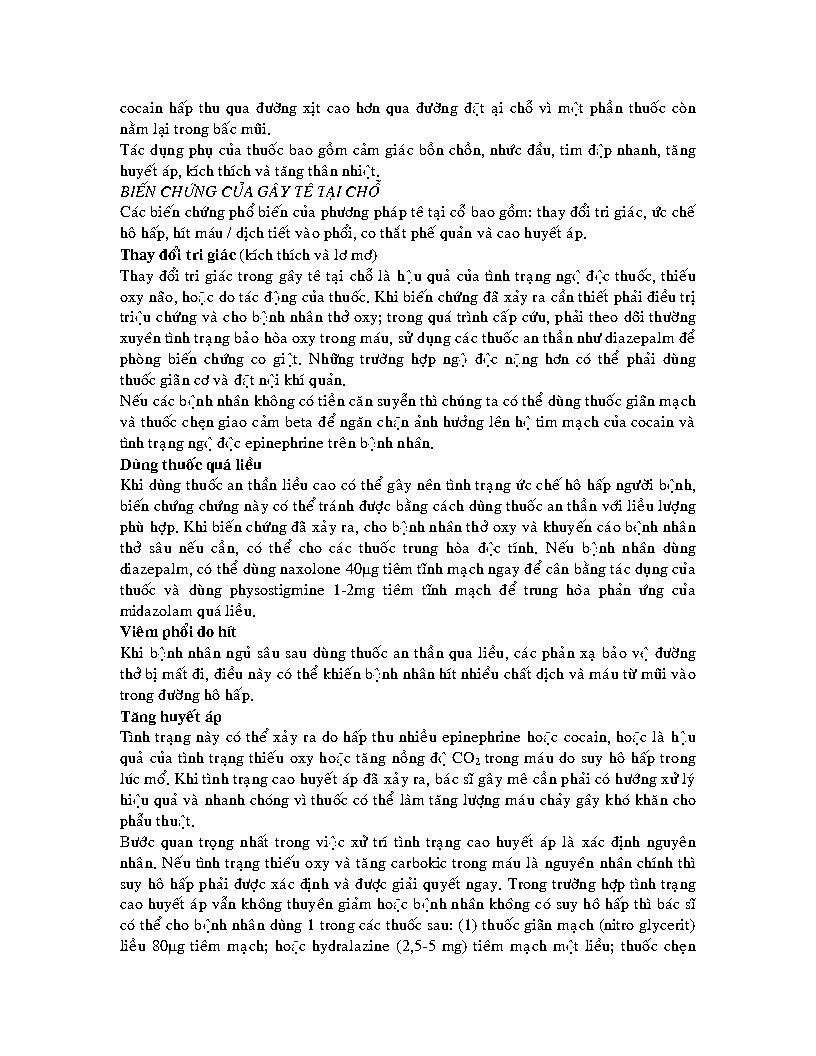 cocain hấp thu qua đường xịt cao hơn qua đường đặt ại chỗ vì một phần thuốc còn
nằm lại trong bấc mũi.
Tác dụng phụ của thuốc bao gồm cảm giác bồn chồn, nhức đầu, tim đập nhanh, tăng
huyết áp, kích thích và tăng thân nhiệt.
BIẾN CHỨNG CỦA GÂY TÊ TẠI CHỖ
Các biến chứng phổ biến của phương pháp tê tại cỗ bao gồm: thay đổi tri giác, ức chế
hô hấp, hít máu / dịch tiết vào phổi, co thắt phế quản và cao huyết áp.
Thay đổi tri giác (kích thích và lơ mơ)
Thay đổi tri giác trong gây tê tại chỗ là hậu quả của tình trạng ngộ độc thuốc, thiếu
oxy não, hoặc do tác động của thuốc. Khi biến chứng đã xảy ra cần thiết phải điều trị
triệu chứng và cho bệnh nhân thở oxy; trong quá trình cấp cứu, phải theo dõi thường
xuyên tình trạng bảo hòa oxy trong máu, sử dụng các thuốc an thần như diazepalm để
phòng biến chứng co giật. Những trường hợp ngộ độc nặng hơn có thể phải dùng
thuốc giãn cơ và đặt nội khí quản.
Nếu các bệnh nhân không có tiền căn suyễn thì chúng ta có thể dùng thuốc giãn mạch
và thuốc chẹn giao cảm beta để ngăn chặn ảnh hưởng lên hệ tim mạch của cocain và
tình trạng ngộ độc epinephrine trên bệnh nhân.
Dùng thuốc quá liều
Khi dùng thuốc an thần liều cao có thể gây nên tình trạng ức chế hô hấp người bệnh,
biến chứng chứng này có thể tránh được bằng cách dùng thuốc an thần với liều lượng
phù hợp. Khi biến chứng đã xảy ra, cho bệnh nhân thở oxy và khuyến cáo bệnh nhân
thở sâu nếu cần, có thể cho các thuốc trung hòa độc tính. Nếu bệnh nhân dùng
diazepalm, có thể dùng naxolone 40µg tiêm tĩnh mạch ngay để cân bằng tác dụng của
thuốc và dùng physostigmine 1-2mg tiêm tĩnh mạch để trung hòa phản ứng của
midazolam quá liều.
Viêm phổi do hít
Khi bệnh nhân ngủ sâu sau dùng thuốc an thần qua liều, các phản xạ bảo vệ đường
thở bị mất đi, điều này có thể khiến bệnh nhân hít nhiều chất dịch và máu từ mũi vào
trong đường hô hấp.
Tăng huyết áp
Tình trạng này có thể xảy ra do hấp thu nhiều epinephrine hoặc cocain, hoặc là hậu
quả của tình trạng thiếu oxy hoặc tăng nồng độ CO₂ trong máu do suy hô hấp trong
lúc mổ. Khi tình trạng cao huyết áp đã xảy ra, bác sĩ gây mê cần phải có hướng xử lý
hiệu quả và nhanh chóng vì thuốc có thể làm tăng lượng máu chảy gây khó khăn cho
phẫu thuật.
Bước quan trọng nhất trong việc xử trí tình trạng cao huyết áp là xác định nguyên
nhân. Nếu tình trạng thiếu oxy và tăng carbokic trong máu là nguyên nhân chính thì
suy hô hấp phải được xác định và được giải quyết ngay. Trong trường hợp tình trạng
cao huyết áp vẫn không thuyên giảm hoặc bệnh nhân không có suy hô hấp thì bác sĩ
có thể cho bệnh nhân dùng 1 trong các thuốc sau: (1) thuốc giãn mạch (nitro glycerit)
liều 80µg tiêm mạch; hoặc hydralazine (2,5-5 mg) tiêm mạch một liều; thuốc chẹn